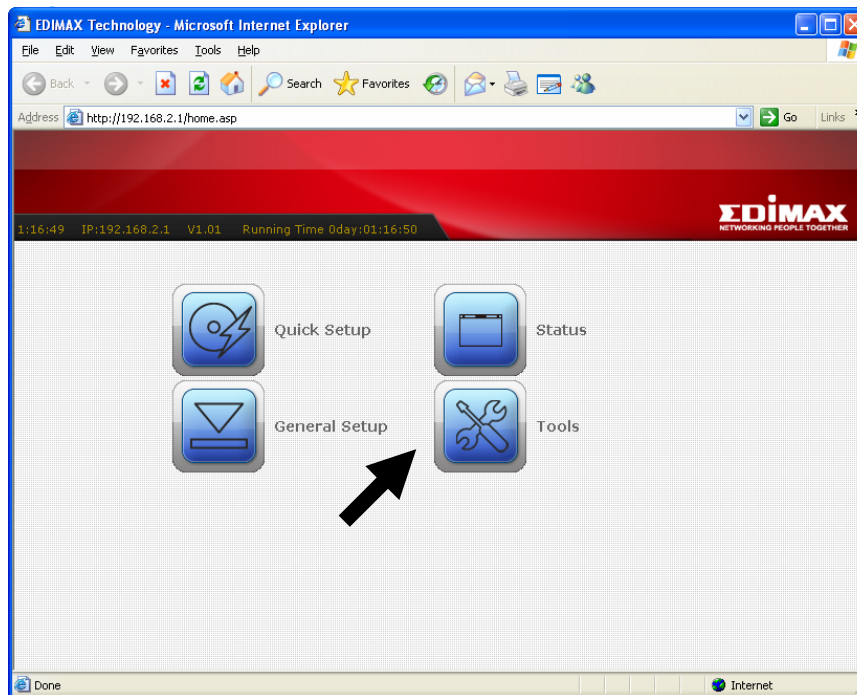 EDIMAX Technology - Microsoft Internet Explorer
File Edit View Favorites Tools Help
Back Search Favorites
Address http://192.168.2.1/home.asp Go Links
EDIMAX
NETWORKING PEOPLE TOGETHER
1:16:49 IP:192.168.2.1 V1.01 Running Time 0day:01:16:50
Quick Setup Status
General Setup Tools
Done Internet